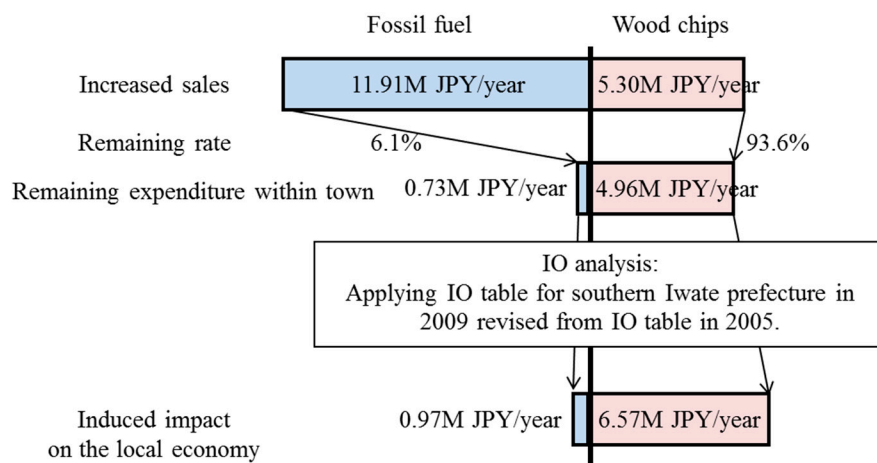 Fossil fuel
Wood chips
Increased sales
11.91M JPY/year
5.30M JPY/year
Remaining rate
6.1%
93.6%
Remaining expenditure within town
0.73M JPY/year
4.96M JPY/year
IO analysis:
Applying IO table for southern Iwate prefecture in
2009 revised from IO table in 2005.
Induced impact
on the local economy
0.97M JPY/year
6.57M JPY/year